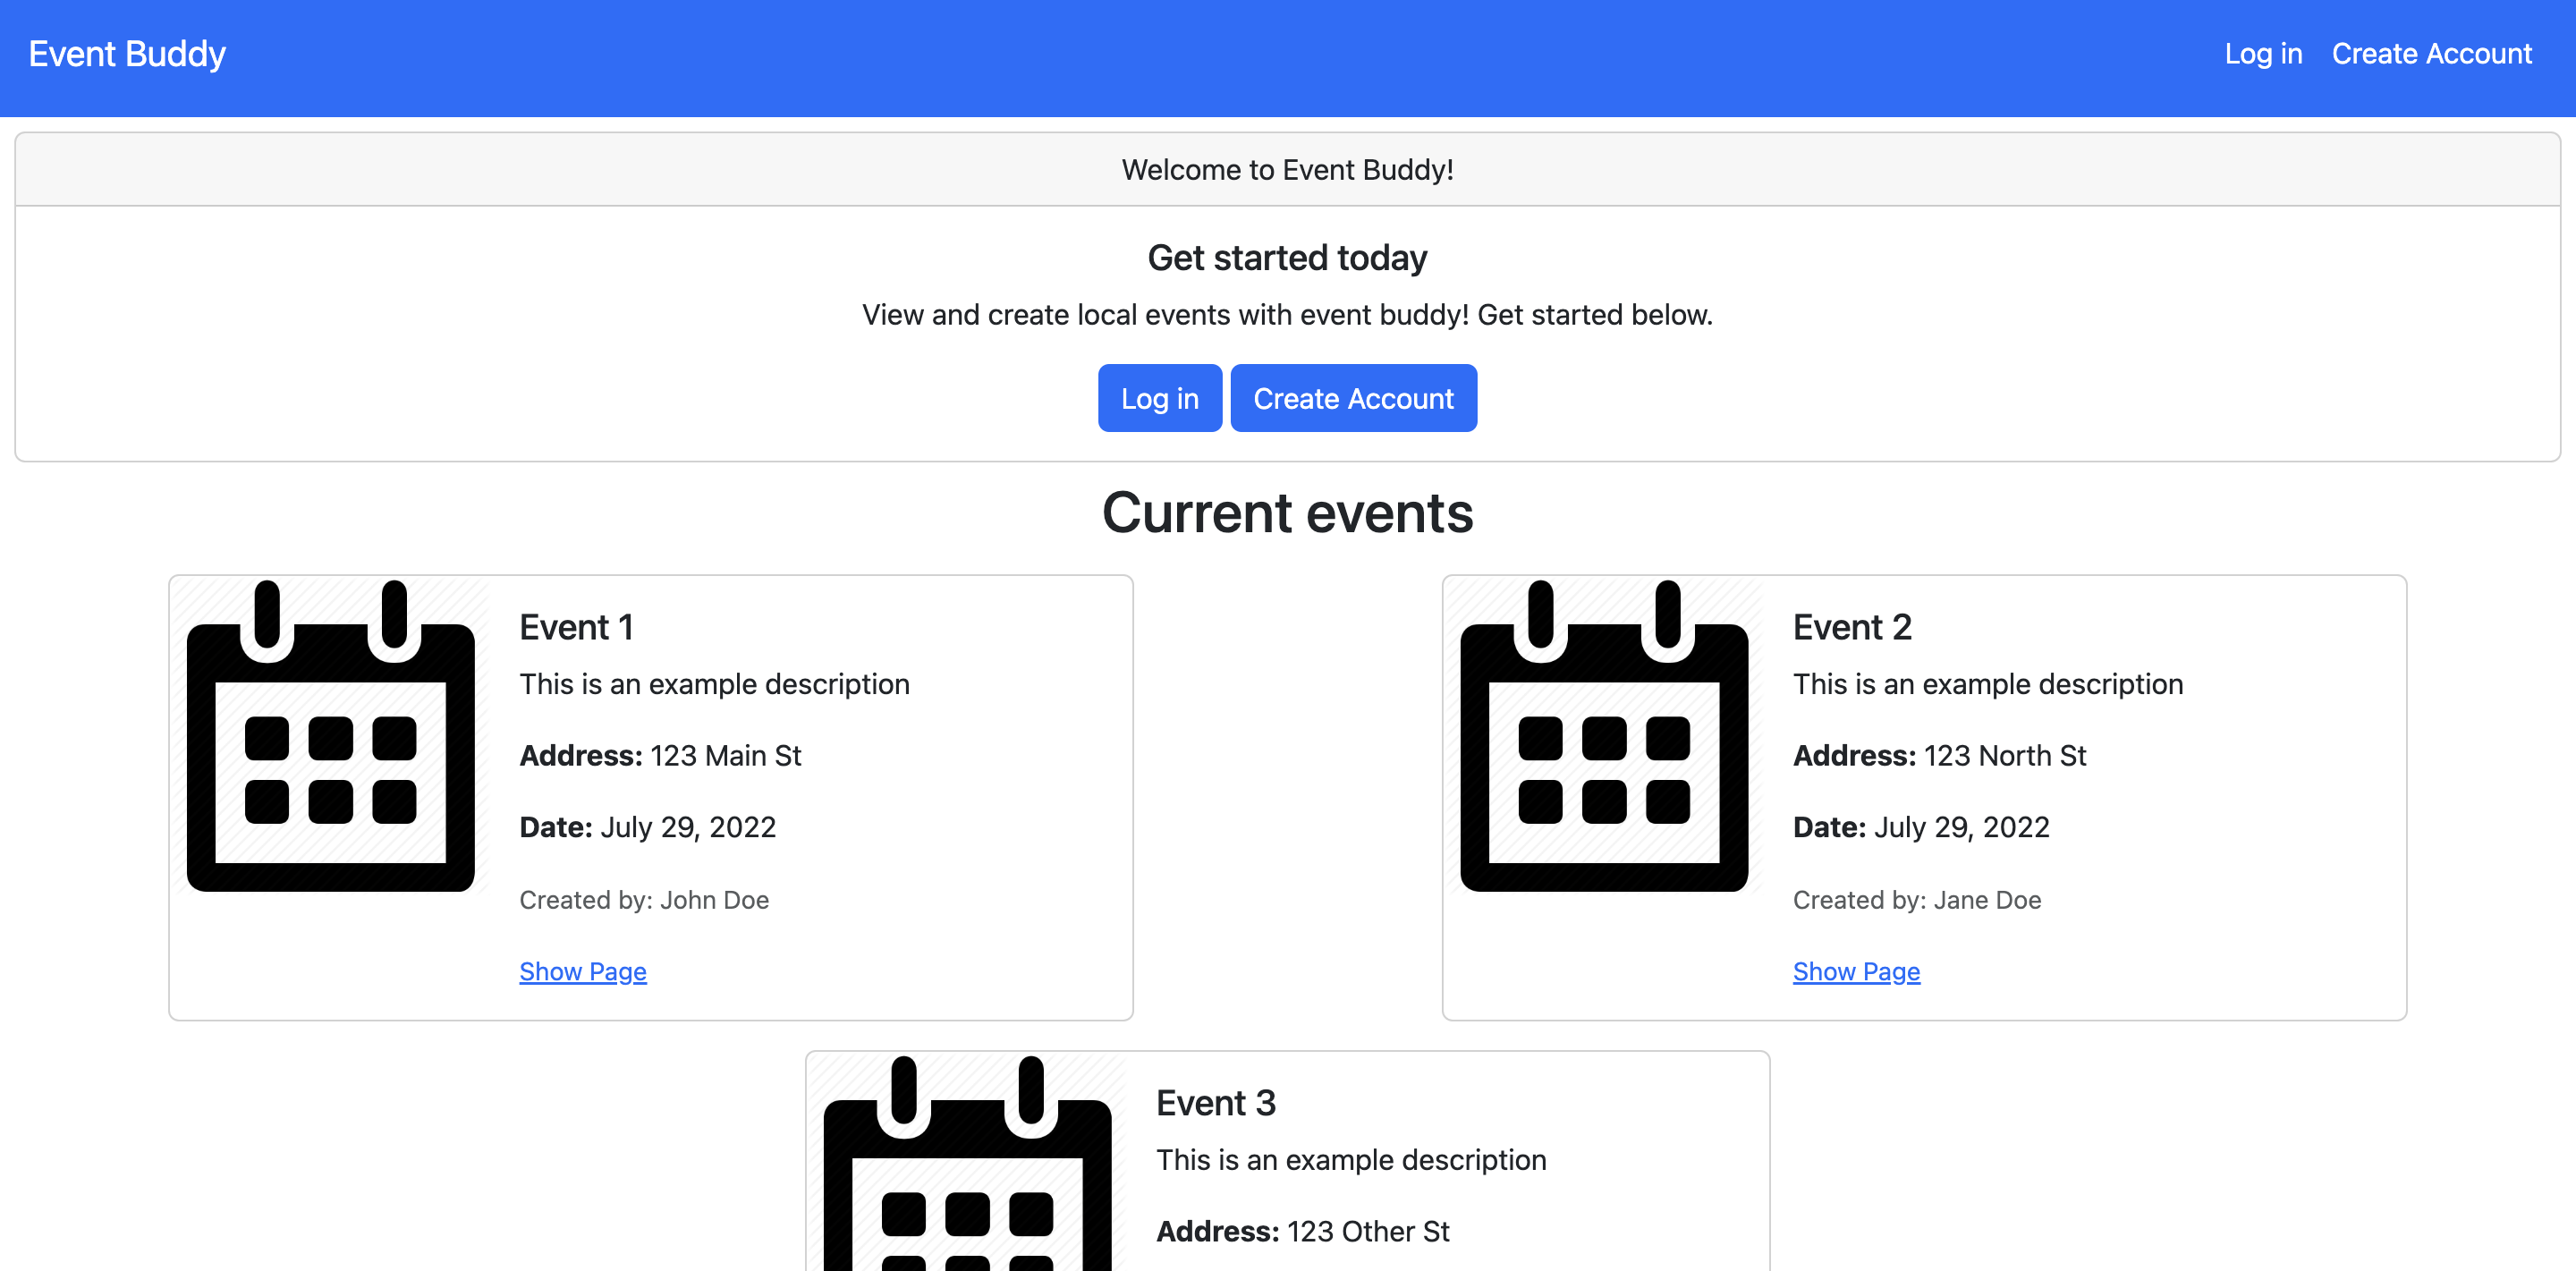 Event Buddy
Log in
Create Account
Welcome to Event Buddy!
Get started today
View and create local events with event buddy! Get started below.
Log in
Create Account
Current events
Event 1
This is an example description
Address: 123 Main St
Date: July 29, 2022
Created by: John Doe
Show Page
Event 2
This is an example description
Address: 123 North St
Date: July 29, 2022
Created by: Jane Doe
Show Page
Event 3
This is an example description
Address: 123 Other St